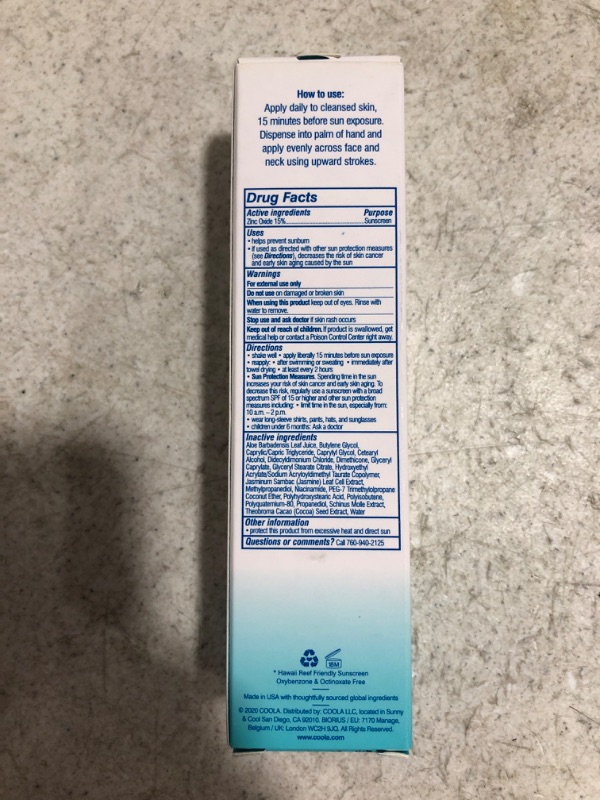 How to use:
Apply daily to cleansed skin,
15 minutes before sun exposure.
Dispense into palm of hand and
apply evenly across face and
neck using upward strokes.
Drug Facts
Active ingredients Purpose
Zinc Oxide 15%........Sunscreen
Uses
• helps prevent sunburn
• if used as directed with other sun protection measures
(see Directions), decreases the risk of skin cancer
and early skin aging caused by the sun
Warnings
For external use only
Do not use on damaged or broken skin
When using this product keep out of eyes. Rinse with
water to remove.
Stop use and ask doctor if skin rash occurs
Keep out of reach of children. If product is swallowed, get
medical help or contact a Poison Control Center right away.
Directions
• shake well • apply liberally 15 minutes before sun exposure
• reapply: • after swimming or sweating • immediately after
towel drying • at least every 2 hours
• Sun Protection Measures. Spending time in the sun
increases your risk of skin cancer and early skin aging. To
decrease this risk, regularly use a sunscreen with a broad
spectrum SPF of 15 or higher and other sun protection
measures including: • limit time in the sun, especially from:
10 a.m. – 2 p.m.
• wear long-sleeve shirts, pants, hats, and sunglasses
• children under 6 months: Ask a doctor
Inactive ingredients
Aloe Barbadensis Leaf Juice, Butylene Glycol,
Caprylic/Capric Triglyceride, Caprylyl Glycol, Cetearyl
Alcohol, Didecyldimonium Chloride, Dimethicone, Glyceryl
Caprylate, Glyceryl Stearate Citrate, Hydroxyethyl
Acrylate/Sodium Acryloyldimethyl Taurate Copolymer,
Jasminum Sambac (Jasmine) Leaf Cell Extract,
Methylpropanediol, Niacinamide, PEG-7 Trimethylolpropane
Coconut Ether, Polyhydroxystearic Acid, Polyisobutene,
Polyquaternium-80, Propanediol, Schinus Molle Extract,
Theobroma Cacao (Cocoa) Seed Extract, Water
Other information
• protect this product from excessive heat and direct sun
Questions or comments? Call 760-940-2125
16M
* Hawaii Reef Friendly Sunscreen
Oxybenzone & Octinoxate Free
Made in USA with thoughtfully sourced global ingredients
© 2020 COOLA. Distributed by: COOLA LLC, located in Sunny
& Cool San Diego, CA 92010. BIORIUS / EU: 7170 Manage,
Belgium / UK: London WC2H 9JQ. All Rights Reserved.
www.coola.com